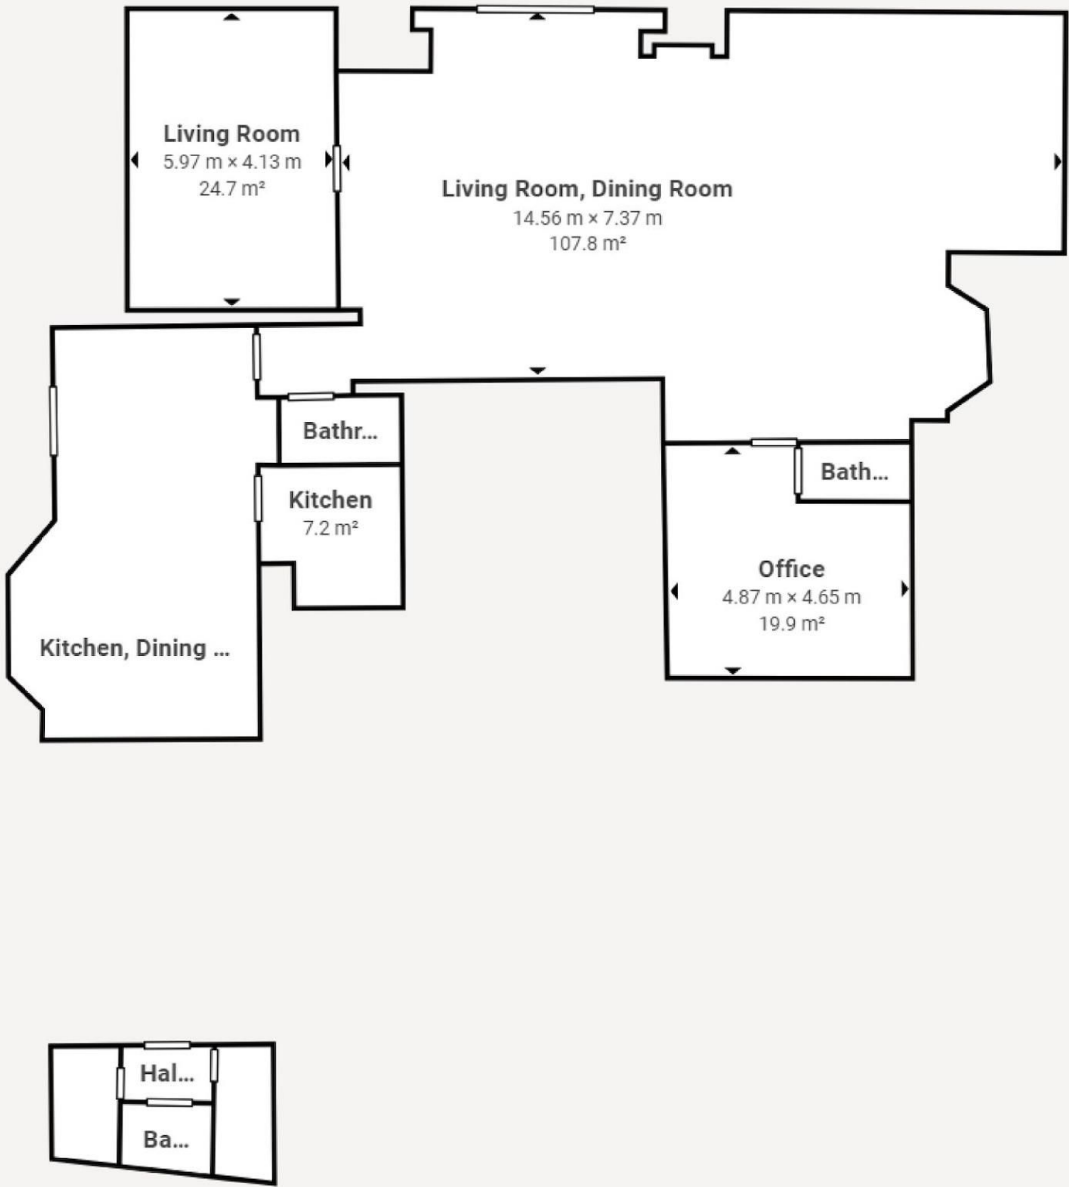 Living Room
5.97 m × 4.13 m
24.7 m²
Living Room, Dining Room
14.56 m × 7.37 m
107.8 m²
Bathr...
Kitchen
7.2 m²
Bath...
Office
4.87 m × 4.65 m
19.9 m²
Kitchen, Dining ...
Hal...
Ba...